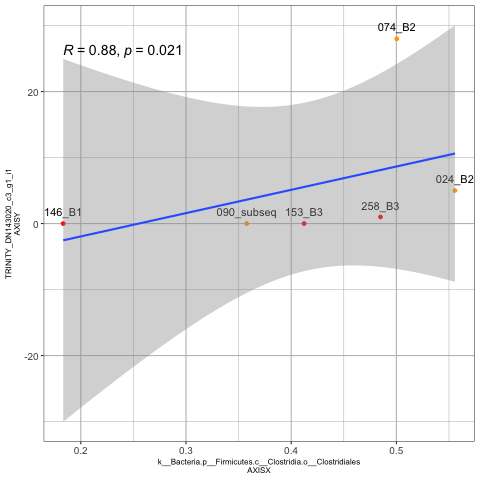 074_B2
R = 0.88, p = 0.021
20
024_B2
146_B1
090_subseq
153_B3
258_B3
0
-20
TRINITY_DN143020_c3_g1_i1
AXISY
0.2
0.3
0.4
0.5
k__Bacteria.p__Firmicutes.c__Clostridia.o__Clostridiales
AXISX